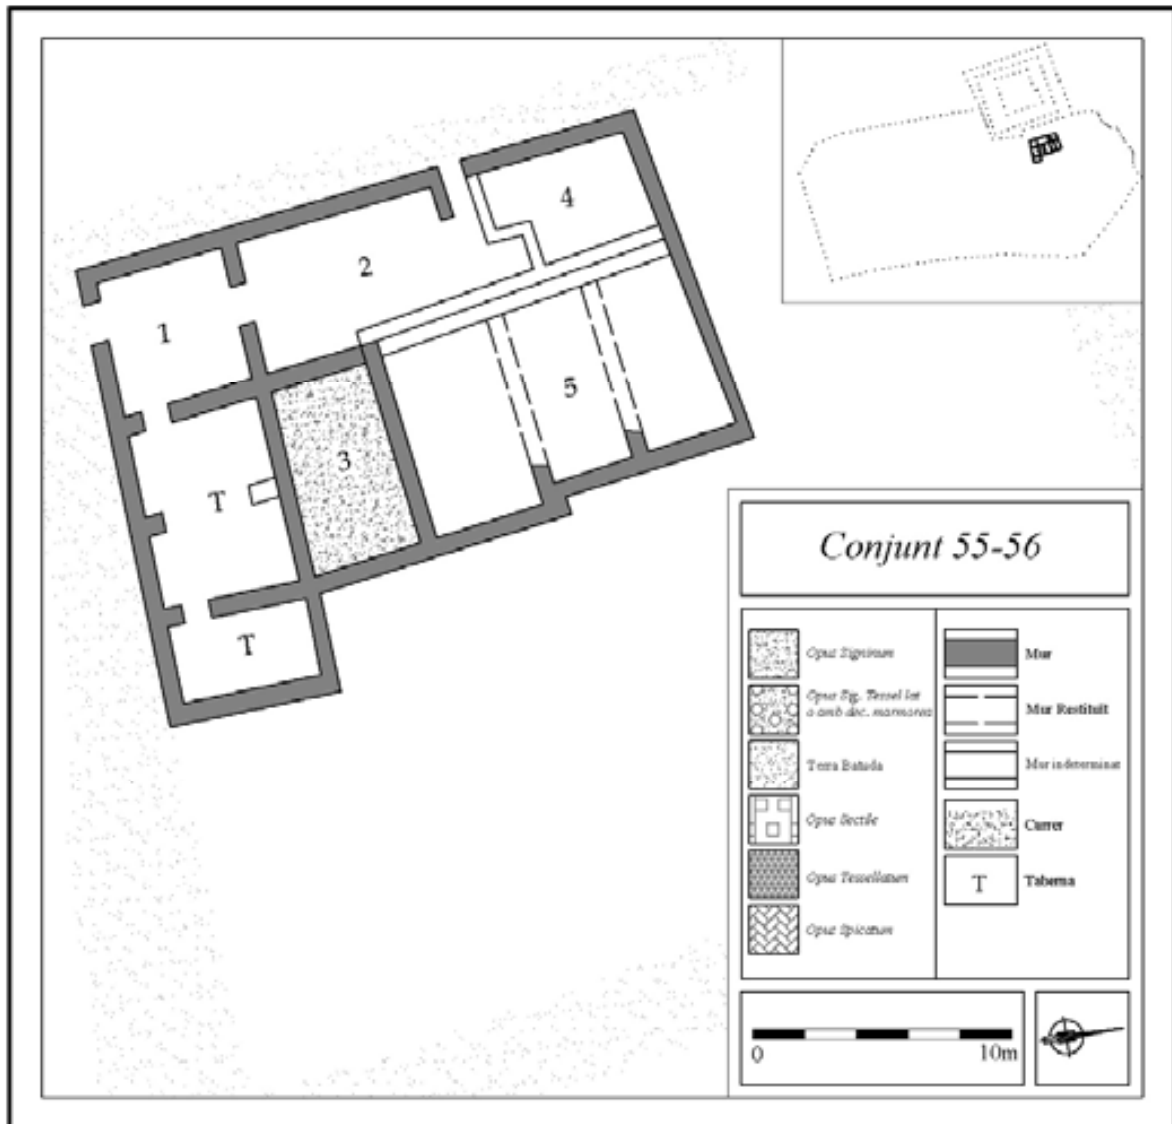 4
2
1
5
3
T
T
Conjunt 55-56
Opus Signinum
Opus Sig. Tessel lat
o amb dec. marmorea
Terra Batuda
Opus Sectile
Opus Tessellatum
Opus Spicatum
Mur
Mur Restituit
Mur indeterminat
Carrer
T
Taberna
0
10m